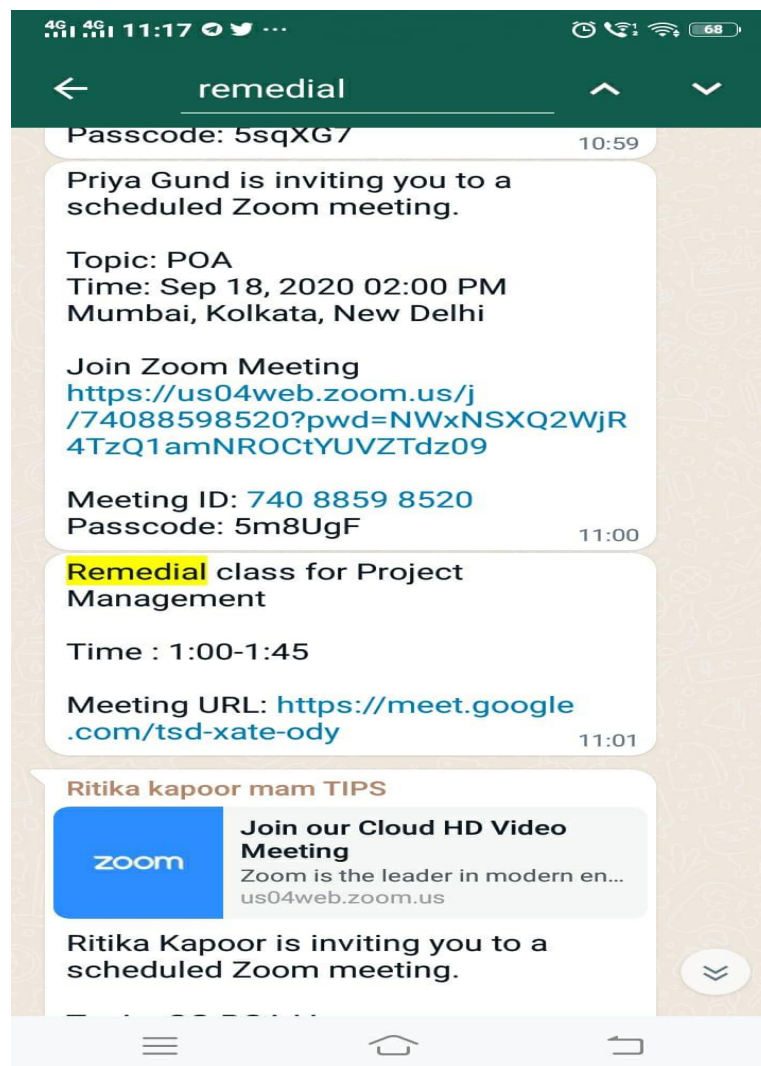 4G 4G 11:17 ... 68
remedial
Passcode: 5sqXG7
10:59
Priya Gund is inviting you to a
scheduled Zoom meeting.
Topic: POA
Time: Sep 18, 2020 02:00 PM
Mumbai, Kolkata, New Delhi
Join Zoom Meeting
https://us04web.zoom.us/j
/74088598520?pwd=NWxNSXQ2WjR
4TzQ1amNROCtYUVZTdz09
Meeting ID: 740 8859 8520
Passcode: 5m8UgF
11:00
Remedial class for Project
Management
Time : 1:00-1:45
Meeting URL: https://meet.google
.com/tsd-xate-ody
11:01
Ritika kapoor mam TIPS
zoom
Join our Cloud HD Video
Meeting
Zoom is the leader in modern en...
us04web.zoom.us
Ritika Kapoor is inviting you to a
scheduled Zoom meeting.